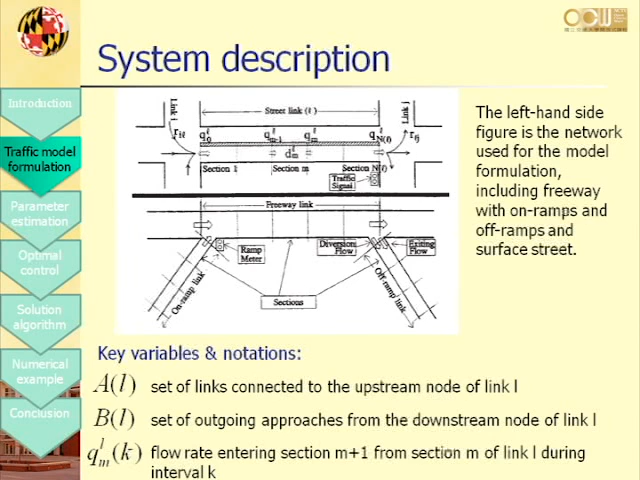 System description
Introduction
Traffic model
formulation
Parameter
estimation
Optimal
control
Solution
algorithm
Numerical
example
Conclusion
Link i
Street link (ℓ)
Link j
Section 1
Section m
Section N(ℓ)
Traffic
Signal
Freeway link
Ramp
Meter
Diversion
Flow
Exiting
Flow
On-ramp link
Sections
Off-ramp link
The left-hand side
figure is the network
used for the model
formulation,
including freeway
with on-ramps and
off-ramps and
surface street.
Key variables & notations:
A(l) set of links connected to the upstream node of link l
B(l) set of outgoing approaches from the downstream node of link l
q_m^l(k) flow rate entering section m+1 from section m of link l during
interval k